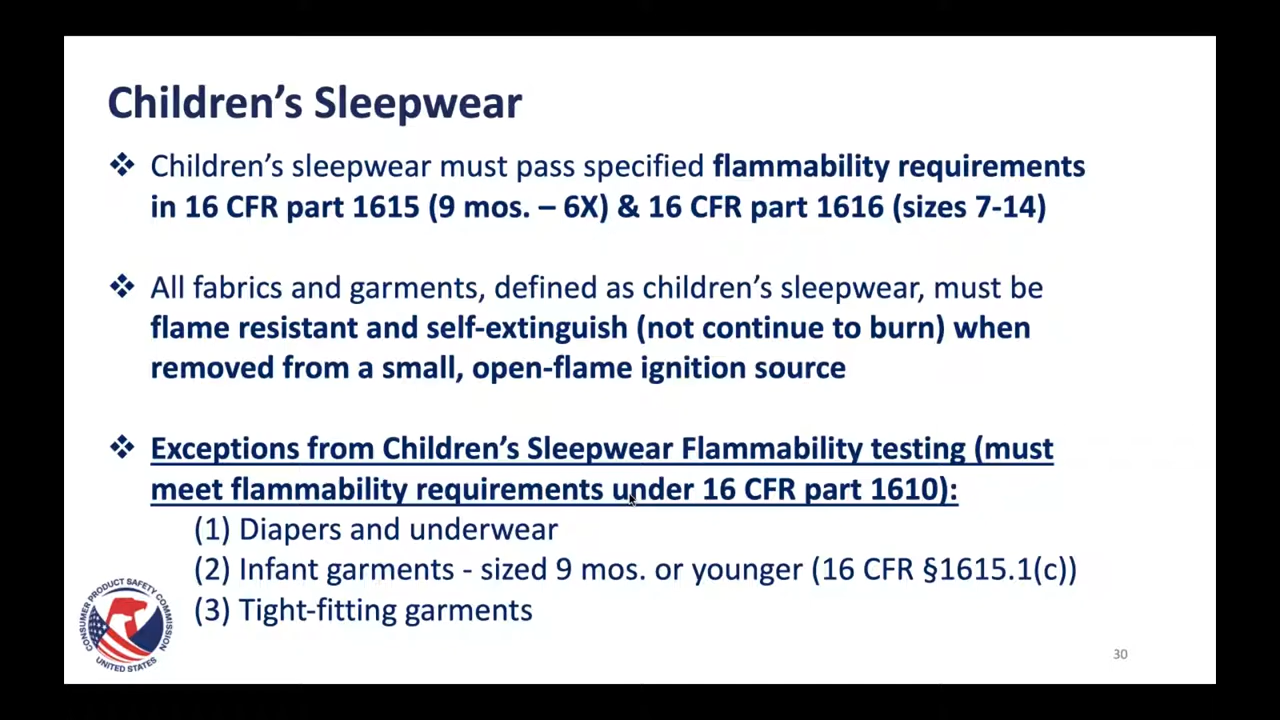 Children’s Sleepwear
❖ Children’s sleepwear must pass specified flammability requirements
in 16 CFR part 1615 (9 mos. – 6X) & 16 CFR part 1616 (sizes 7-14)
❖ All fabrics and garments, defined as children’s sleepwear, must be
flame resistant and self-extinguish (not continue to burn) when
removed from a small, open-flame ignition source
❖ Exceptions from Children’s Sleepwear Flammability testing (must
meet flammability requirements under 16 CFR part 1610):
(1) Diapers and underwear
(2) Infant garments - sized 9 mos. or younger (16 CFR §1615.1(c))
(3) Tight-fitting garments
CONSUMER PRODUCT SAFETY COMMISSION
UNITED STATES
30